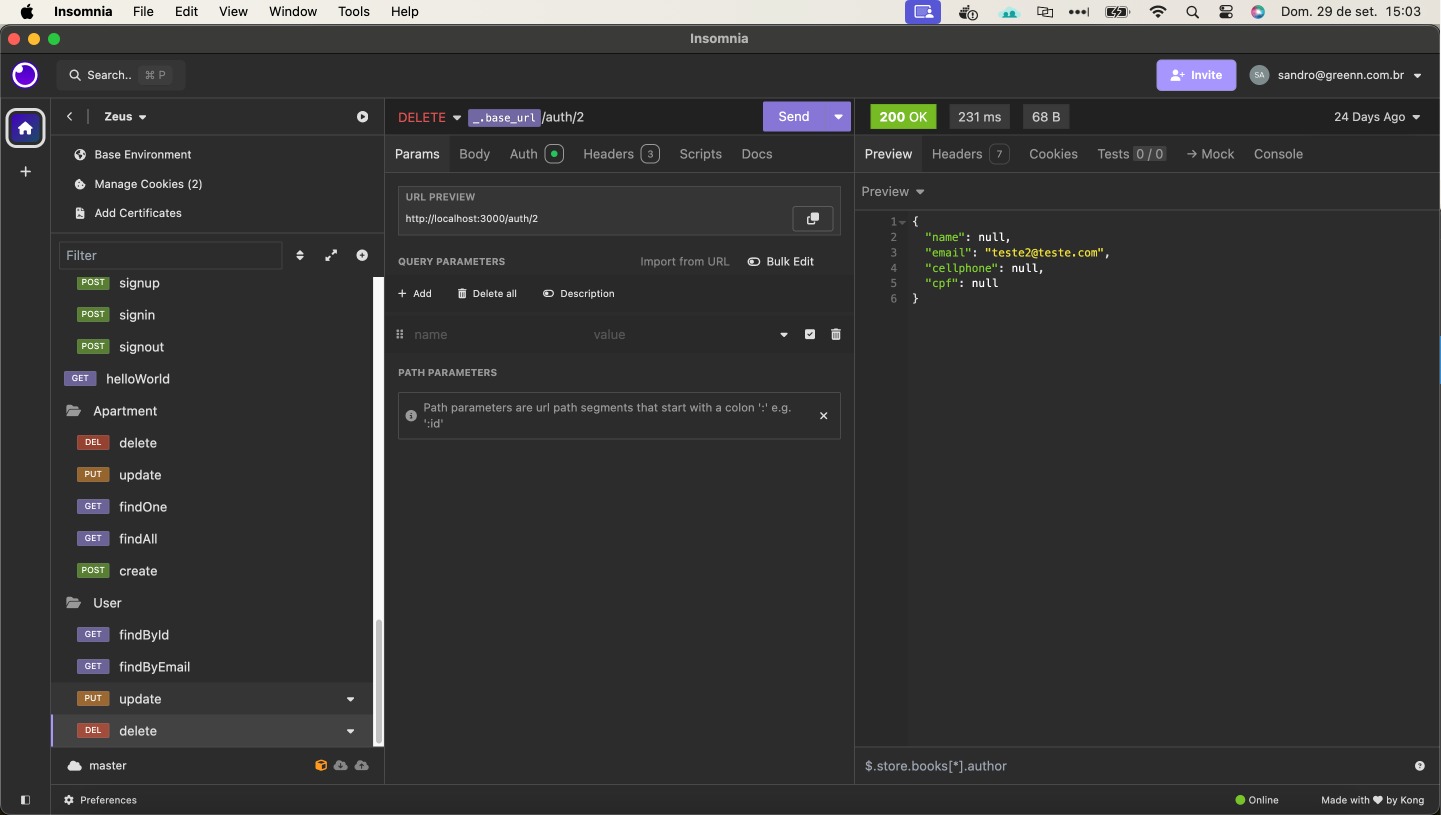 Insomnia File Edit View Window Tools Help Dom. 29 de set. 15:03
Insomnia
Search.. ⌘ P Invite SA sandro@greenn.com.br
Zeus
Base Environment
Manage Cookies (2)
Add Certificates
Filter
POST signup
POST signin
POST signout
GET helloWorld
Apartment
DEL delete
PUT update
GET findOne
GET findAll
POST create
User
GET findById
GET findByEmail
PUT update
DEL delete
master
Preferences
DELETE _.base_url/auth/2 Send
Params Body Auth Headers 3 Scripts Docs
URL PREVIEW
http://localhost:3000/auth/2
QUERY PARAMETERS Import from URL Bulk Edit
+ Add Delete all Description
name value
PATH PARAMETERS
Path parameters are url path segments that start with a colon ':' e.g.
':id'
200 OK 231 ms 68 B 24 Days Ago
Preview Headers 7 Cookies Tests 0 / 0 → Mock Console
Preview
1 {
2 "name": null,
3 "email": "teste2@teste.com",
4 "cellphone": null,
5 "cpf": null
6 }
$.store.books[*].author
Online Made with ♥ by Kong